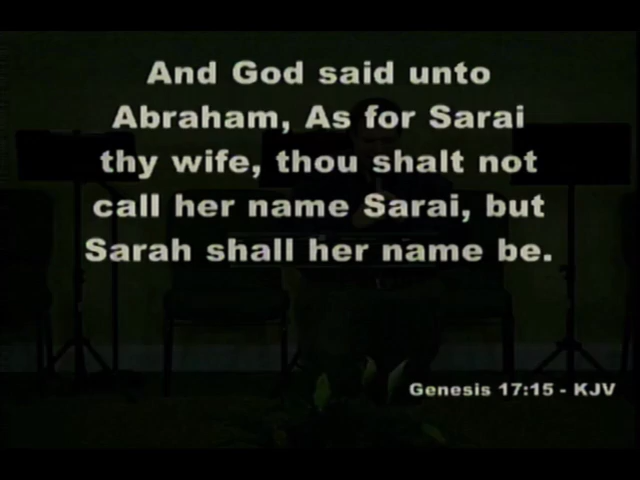 And God said unto
Abraham, As for Sarai
thy wife, thou shalt not
call her name Sarai, but
Sarah shall her name be.
Genesis 17:15 - KJV